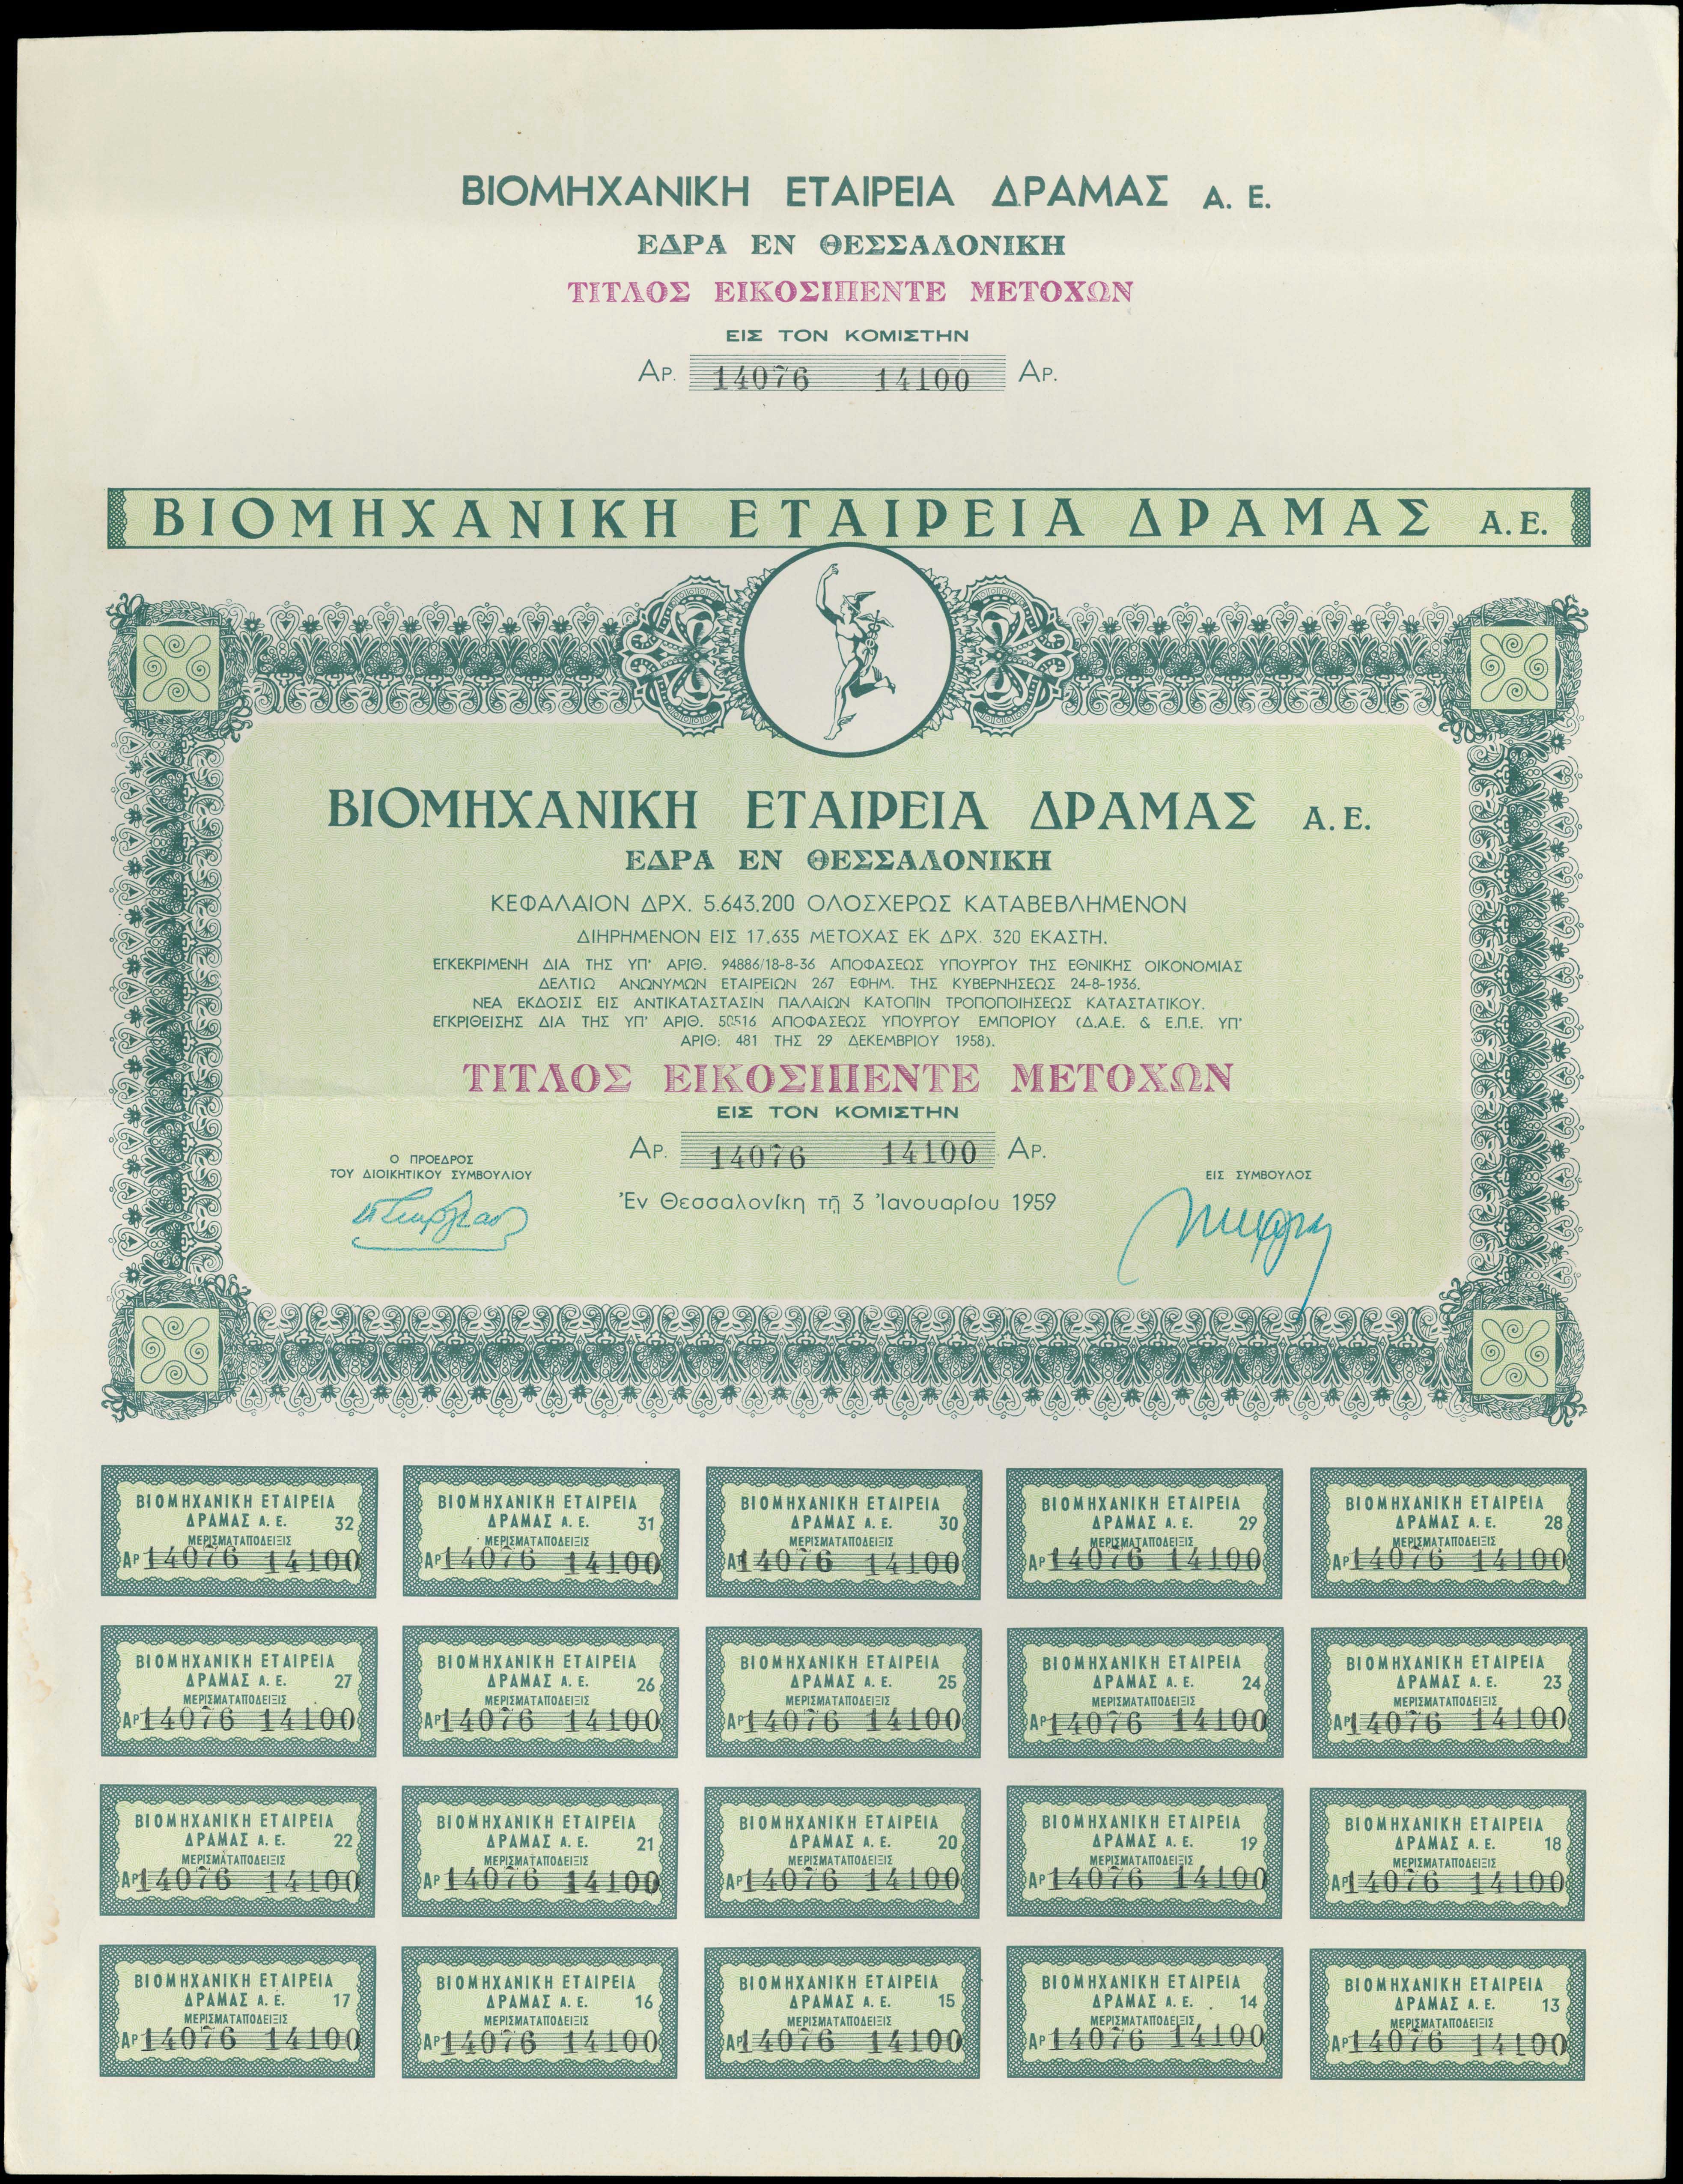 ΒΙΟΜΗΧΑΝΙΚΗ ΕΤΑΙΡΕΙΑ ΔΡΑΜΑΣ Α. Ε.
ΕΔΡΑ ΕΝ ΘΕΣΣΑΛΟΝΙΚΗ
ΤΙΤΛΟΣ ΕΙΚΟΣΙΠΕΝΤΕ ΜΕΤΟΧΩΝ
ΕΙΣ ΤΟΝ ΚΟΜΙΣΤΗΝ
ΑΡ. 14076 14100 ΑΡ.
ΒΙΟΜΗΧΑΝΙΚΗ ΕΤΑΙΡΕΙΑ ΔΡΑΜΑΣ Α.Ε.
ΒΙΟΜΗΧΑΝΙΚΗ ΕΤΑΙΡΕΙΑ ΔΡΑΜΑΣ Α.Ε.
ΕΔΡΑ ΕΝ ΘΕΣΣΑΛΟΝΙΚΗ
ΚΕΦΑΛΑΙΟΝ ΔΡΧ. 5.643.200 ΟΛΟΣΧΕΡΩΣ ΚΑΤΑΒΕΒΛΗΜΕΝΟΝ
ΔΙΗΡΗΜΕΝΟΝ ΕΙΣ 17.635 ΜΕΤΟΧΑΣ ΕΚ ΔΡΧ. 320 ΕΚΑΣΤΗ.
ΕΓΚΕΚΡΙΜΕΝΗ ΔΙΑ ΤΗΣ ΥΠ' ΑΡΙΘ. 94886/18-8-36 ΑΠΟΦΑΣΕΩΣ ΥΠΟΥΡΓΟΥ ΤΗΣ ΕΘΝΙΚΗΣ ΟΙΚΟΝΟΜΙΑΣ
ΔΕΛΤΙΩ ΑΝΩΝΥΜΩΝ ΕΤΑΙΡΕΙΩΝ 267 ΕΦΗΜ. ΤΗΣ ΚΥΒΕΡΝΗΣΕΩΣ 24-8-1936.
ΝΕΑ ΕΚΔΟΣΙΣ ΕΙΣ ΑΝΤΙΚΑΤΑΣΤΑΣΙΝ ΠΑΛΑΙΩΝ ΚΑΤΟΠΙΝ ΤΡΟΠΟΠΟΙΗΣΕΩΣ ΚΑΤΑΣΤΑΤΙΚΟΥ.
ΕΓΚΡΙΘΕΙΣΗΣ ΔΙΑ ΤΗΣ ΥΠ' ΑΡΙΘ. 50516 ΑΠΟΦΑΣΕΩΣ ΥΠΟΥΡΓΟΥ ΕΜΠΟΡΙΟΥ (Δ.Α.Ε. & Ε.Π.Ε. ΥΠ'
ΑΡΙΘ: 481 ΤΗΣ 29 ΔΕΚΕΜΒΡΙΟΥ 1958).
ΤΙΤΛΟΣ ΕΙΚΟΣΙΠΕΝΤΕ ΜΕΤΟΧΩΝ
ΕΙΣ ΤΟΝ ΚΟΜΙΣΤΗΝ
ΑΡ. 14076 14100 ΑΡ.
Ο ΠΡΟΕΔΡΟΣ
ΤΟΥ ΔΙΟΙΚΗΤΙΚΟΥ ΣΥΜΒΟΥΛΙΟΥ
ΕΙΣ ΣΥΜΒΟΥΛΟΣ
Ἐν Θεσσαλονίκη τῇ 3 Ἰανουαρίου 1959
ΒΙΟΜΗΧΑΝΙΚΗ ΕΤΑΙΡΕΙΑ
ΔΡΑΜΑΣ Α. Ε. 32
ΜΕΡΙΣΜΑΤΑΠΟΔΕΙΞΙΣ
ΑΡ 14076 14100
ΒΙΟΜΗΧΑΝΙΚΗ ΕΤΑΙΡΕΙΑ
ΔΡΑΜΑΣ Α. Ε. 31
ΜΕΡΙΣΜΑΤΑΠΟΔΕΙΞΙΣ
ΑΡ 14076 14100
ΒΙΟΜΗΧΑΝΙΚΗ ΕΤΑΙΡΕΙΑ
ΔΡΑΜΑΣ Α. Ε. 30
ΜΕΡΙΣΜΑΤΑΠΟΔΕΙΞΙΣ
ΑΡ 14076 14100
ΒΙΟΜΗΧΑΝΙΚΗ ΕΤΑΙΡΕΙΑ
ΔΡΑΜΑΣ Α. Ε. 29
ΜΕΡΙΣΜΑΤΑΠΟΔΕΙΞΙΣ
ΑΡ 14076 14100
ΒΙΟΜΗΧΑΝΙΚΗ ΕΤΑΙΡΕΙΑ
ΔΡΑΜΑΣ Α. Ε. 28
ΜΕΡΙΣΜΑΤΑΠΟΔΕΙΞΙΣ
ΑΡ 14076 14100
ΒΙΟΜΗΧΑΝΙΚΗ ΕΤΑΙΡΕΙΑ
ΔΡΑΜΑΣ Α. Ε. 27
ΜΕΡΙΣΜΑΤΑΠΟΔΕΙΞΙΣ
ΑΡ 14076 14100
ΒΙΟΜΗΧΑΝΙΚΗ ΕΤΑΙΡΕΙΑ
ΔΡΑΜΑΣ Α. Ε. 26
ΜΕΡΙΣΜΑΤΑΠΟΔΕΙΞΙΣ
ΑΡ 14076 14100
ΒΙΟΜΗΧΑΝΙΚΗ ΕΤΑΙΡΕΙΑ
ΔΡΑΜΑΣ Α. Ε. 25
ΜΕΡΙΣΜΑΤΑΠΟΔΕΙΞΙΣ
ΑΡ 14076 14100
ΒΙΟΜΗΧΑΝΙΚΗ ΕΤΑΙΡΕΙΑ
ΔΡΑΜΑΣ Α. Ε. 24
ΜΕΡΙΣΜΑΤΑΠΟΔΕΙΞΙΣ
ΑΡ 14076 14100
ΒΙΟΜΗΧΑΝΙΚΗ ΕΤΑΙΡΕΙΑ
ΔΡΑΜΑΣ Α. Ε. 23
ΜΕΡΙΣΜΑΤΑΠΟΔΕΙΞΙΣ
ΑΡ 14076 14100
ΒΙΟΜΗΧΑΝΙΚΗ ΕΤΑΙΡΕΙΑ
ΔΡΑΜΑΣ Α. Ε. 22
ΜΕΡΙΣΜΑΤΑΠΟΔΕΙΞΙΣ
ΑΡ 14076 14100
ΒΙΟΜΗΧΑΝΙΚΗ ΕΤΑΙΡΕΙΑ
ΔΡΑΜΑΣ Α. Ε. 21
ΜΕΡΙΣΜΑΤΑΠΟΔΕΙΞΙΣ
ΑΡ 14076 14100
ΒΙΟΜΗΧΑΝΙΚΗ ΕΤΑΙΡΕΙΑ
ΔΡΑΜΑΣ Α. Ε. 20
ΜΕΡΙΣΜΑΤΑΠΟΔΕΙΞΙΣ
ΑΡ 14076 14100
ΒΙΟΜΗΧΑΝΙΚΗ ΕΤΑΙΡΕΙΑ
ΔΡΑΜΑΣ Α. Ε. 19
ΜΕΡΙΣΜΑΤΑΠΟΔΕΙΞΙΣ
ΑΡ 14076 14100
ΒΙΟΜΗΧΑΝΙΚΗ ΕΤΑΙΡΕΙΑ
ΔΡΑΜΑΣ Α. Ε. 18
ΜΕΡΙΣΜΑΤΑΠΟΔΕΙΞΙΣ
ΑΡ 14076 14100
ΒΙΟΜΗΧΑΝΙΚΗ ΕΤΑΙΡΕΙΑ
ΔΡΑΜΑΣ Α. Ε. 17
ΜΕΡΙΣΜΑΤΑΠΟΔΕΙΞΙΣ
ΑΡ 14076 14100
ΒΙΟΜΗΧΑΝΙΚΗ ΕΤΑΙΡΕΙΑ
ΔΡΑΜΑΣ Α. Ε. 16
ΜΕΡΙΣΜΑΤΑΠΟΔΕΙΞΙΣ
ΑΡ 14076 14100
ΒΙΟΜΗΧΑΝΙΚΗ ΕΤΑΙΡΕΙΑ
ΔΡΑΜΑΣ Α. Ε. 15
ΜΕΡΙΣΜΑΤΑΠΟΔΕΙΞΙΣ
ΑΡ 14076 14100
ΒΙΟΜΗΧΑΝΙΚΗ ΕΤΑΙΡΕΙΑ
ΔΡΑΜΑΣ Α. Ε. 14
ΜΕΡΙΣΜΑΤΑΠΟΔΕΙΞΙΣ
ΑΡ 14076 14100
ΒΙΟΜΗΧΑΝΙΚΗ ΕΤΑΙΡΕΙΑ
ΔΡΑΜΑΣ Α. Ε. 13
ΜΕΡΙΣΜΑΤΑΠΟΔΕΙΞΙΣ
ΑΡ 14076 14100